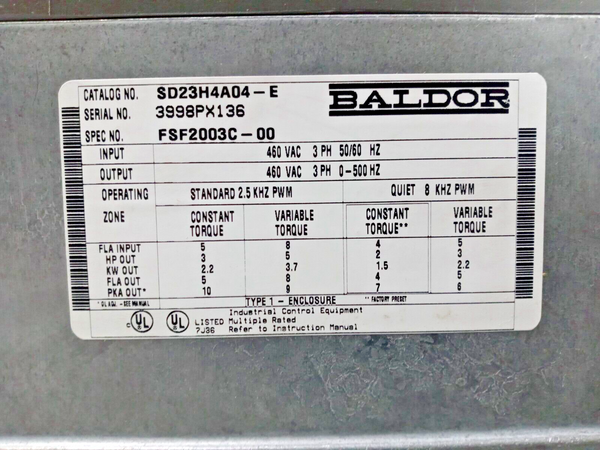 CATALOG NO. SD23H4A04-E
BALDOR
SERIAL NO. 3998PX136
SPEC NO. FSF2003C-00
INPUT 460 VAC 3 PH 50/60 HZ
OUTPUT 460 VAC 3 PH 0-500 HZ
OPERATING STANDARD 2.5 KHZ PWM QUIET 8 KHZ PWM
ZONE CONSTANT VARIABLE CONSTANT VARIABLE
TORQUE TORQUE TORQUE** TORQUE
FLA INPUT 5 8 4 5
HP OUT 3 5 2 3
KW OUT 2.2 3.7 1.5 2.2
FLA OUT 5 8 4 5
PKA OUT* 10 9 7 6
- SEE MANUAL TYPE 1 - ENCLOSURE ** FACTORY PRESET
Industrial Control Equipment
c UL UL LISTED Multiple Rated
7J36 Refer to Instruction Manual